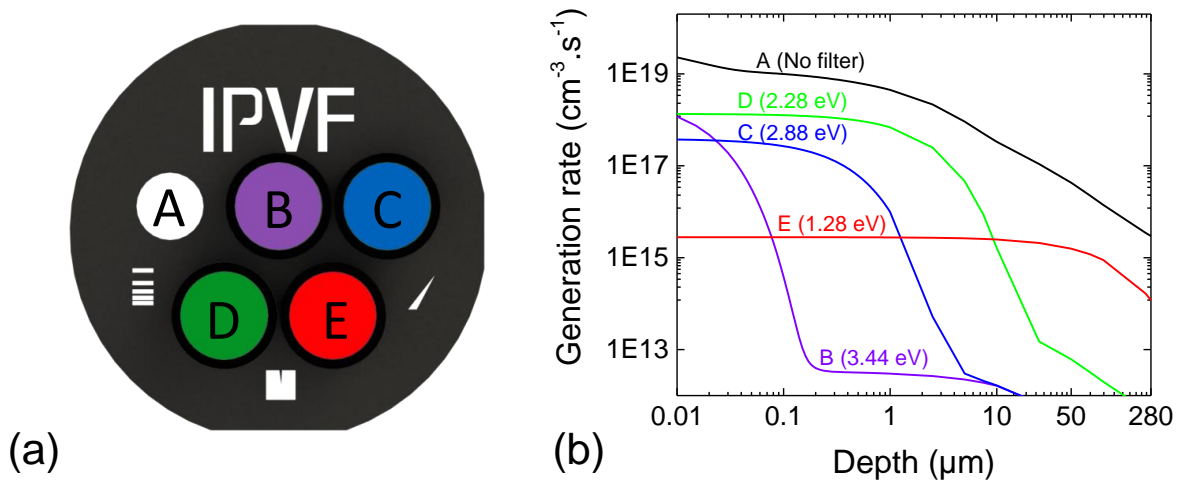 IPVF
A
B
C
D
E
(a)
Generation rate (cm⁻³.s⁻¹)
1E19
1E17
1E15
1E13
A (No filter)
D (2.28 eV)
C (2.88 eV)
E (1.28 eV)
B (3.44 eV)
0.01 0.1 1 10 50 280
Depth (µm)
(b)